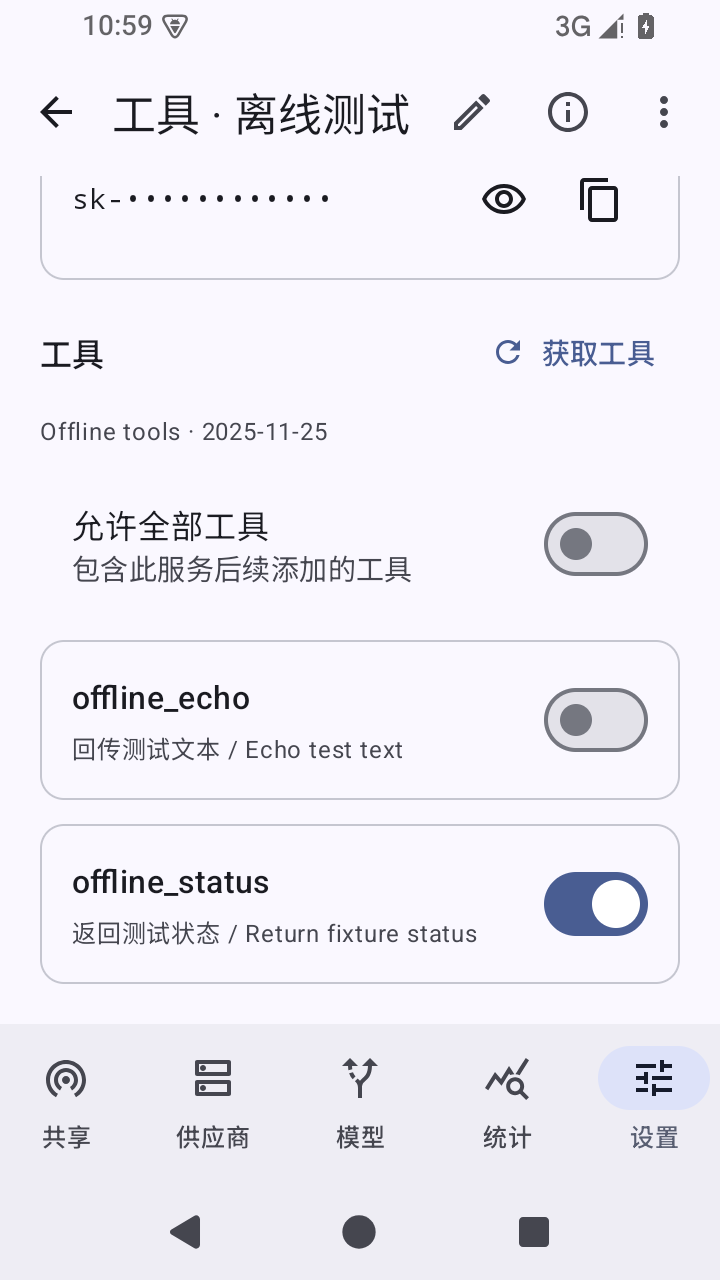 10:59
3G
工具 · 离线测试
sk-••••••••••••
工具
获取工具
Offline tools · 2025-11-25
允许全部工具
包含此服务后续添加的工具
offline_echo
回传测试文本 / Echo test text
offline_status
返回测试状态 / Return fixture status
共享
供应商
模型
统计
设置